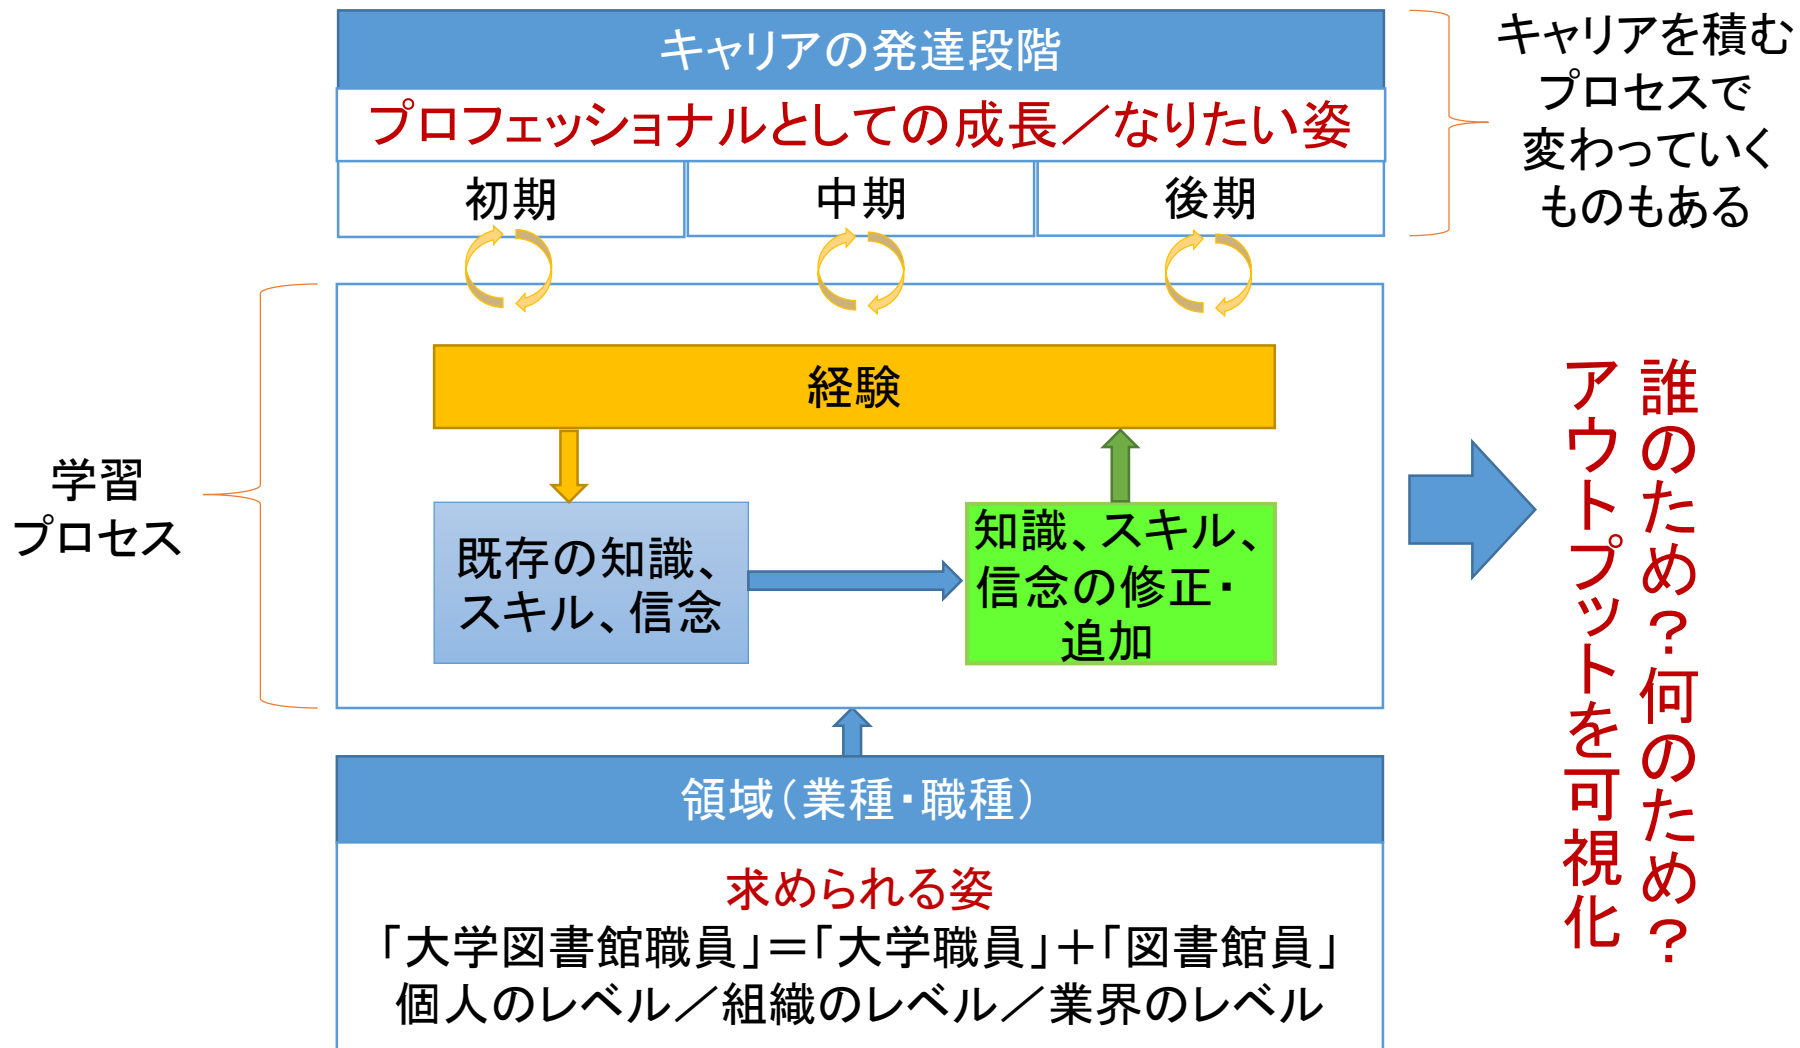 キャリアの発達段階
プロフェッショナルとしての成長／なりたい姿
初期
中期
後期
キャリアを積む
プロセスで
変わっていく
ものもある
学習
プロセス
経験
既存の知識、
スキル、信念
知識、スキル、
信念の修正・
追加
誰のため？何のため？
アウトプットを可視化
領域（業種・職種）
求められる姿
「大学図書館職員」＝「大学職員」＋「図書館員」
個人のレベル／組織のレベル／業界のレベル